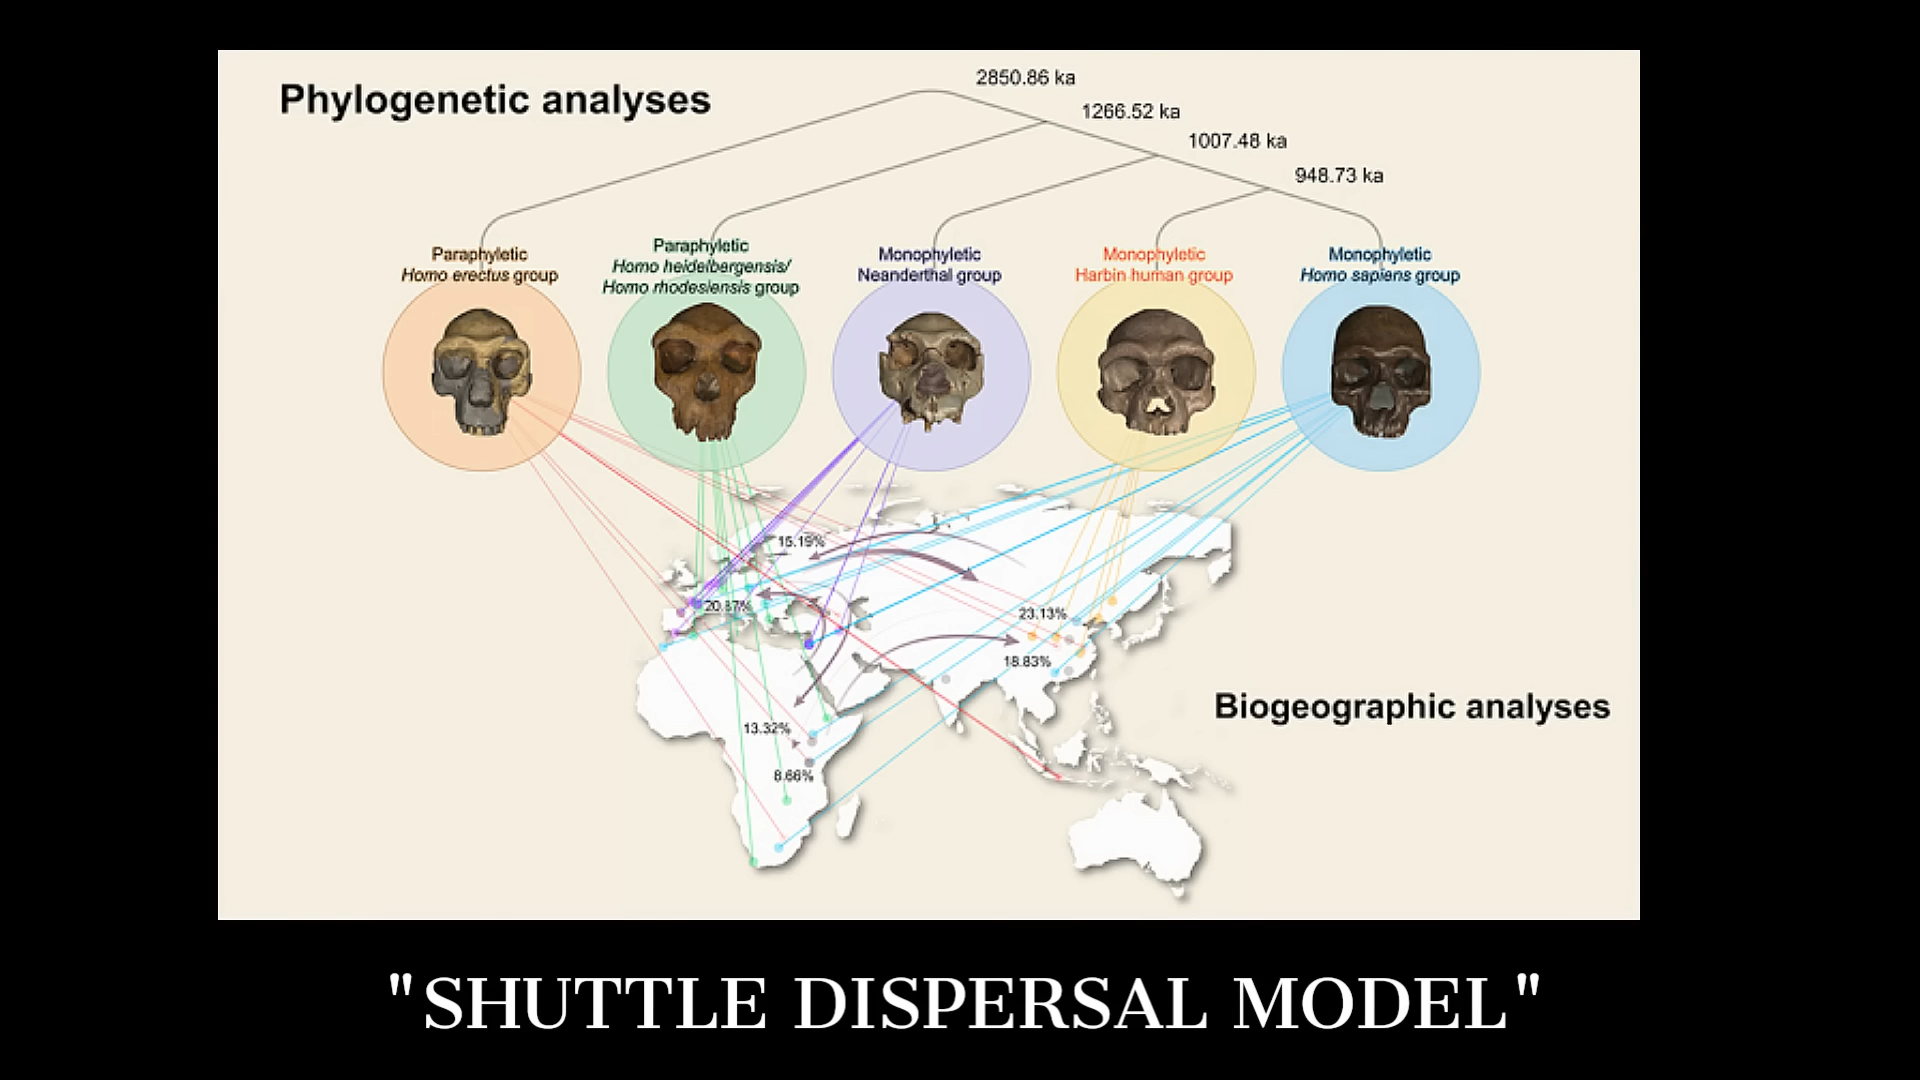 Phylogenetic analyses
2850.86 ka
1266.52 ka
1007.48 ka
948.73 ka
Paraphyletic
Homo erectus group
Paraphyletic
Homo heidelbergensis/
Homo rhodesiensis group
Monophyletic
Neanderthal group
Monophyletic
Harbin human group
Monophyletic
Homo sapiens group
15.19%
20.87%
23.13%
18.83%
13.32%
8.66%
Biogeographic analyses
"SHUTTLE DISPERSAL MODEL"